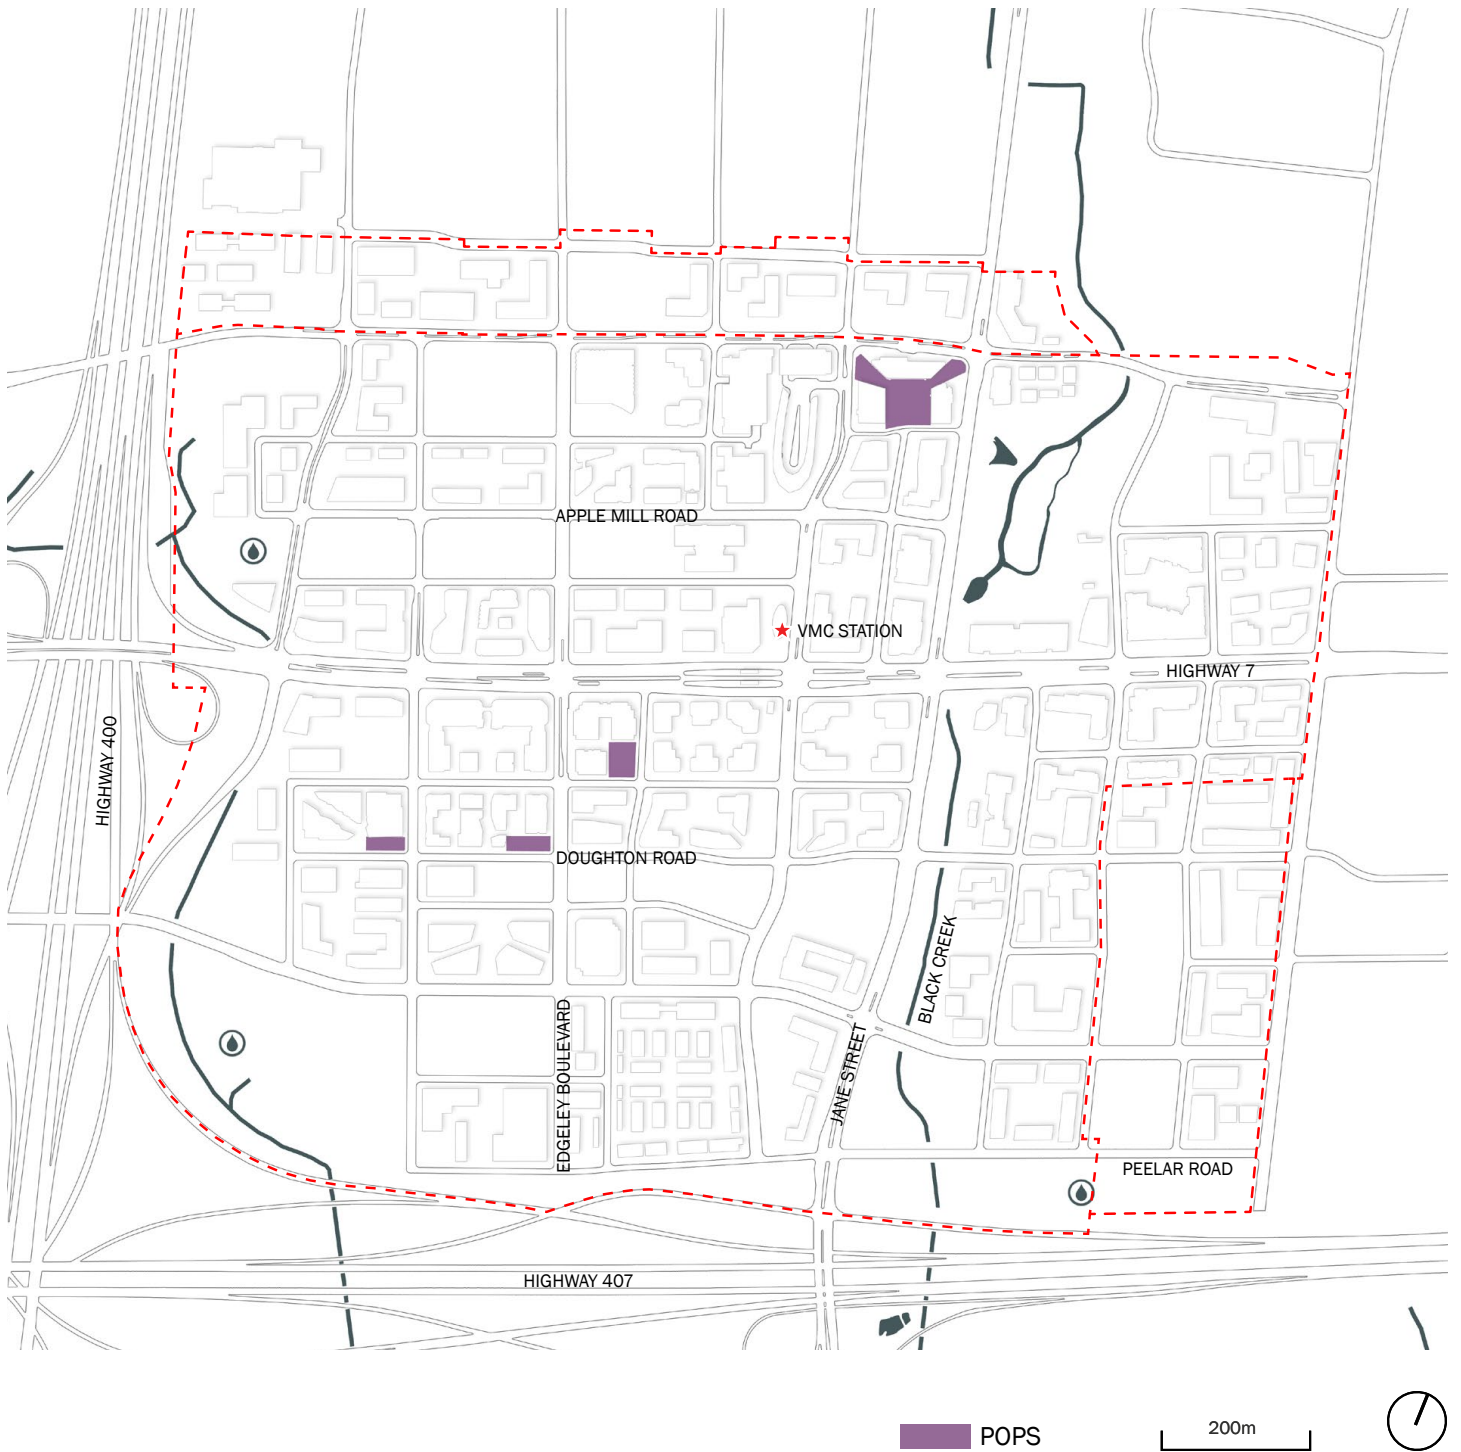 APPLE MILL ROAD
VMC STATION
HIGHWAY 7
HIGHWAY 400
DOUGHTON ROAD
BLACK CREEK
EDGELEY BOULEVARD
JANE STREET
PEELAR ROAD
HIGHWAY 407
POPS
200m